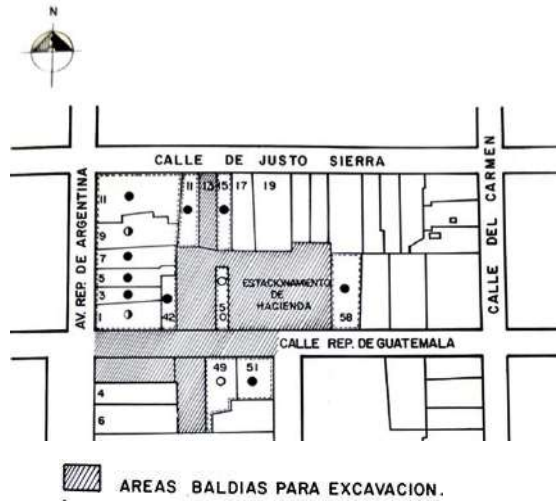 CALLE DE JUSTO SIERRA
AV. REP. DE ARGENTINA
CALLE DEL CARMEN
11
9
7
5
3
1
42
11
13
15
17
19
ESTACIONAMIENTO
DE
HACIENDA
50
58
CALLE REP. DE GUATEMALA
4
6
49
51
AREAS BALDIAS PARA EXCAVACION.